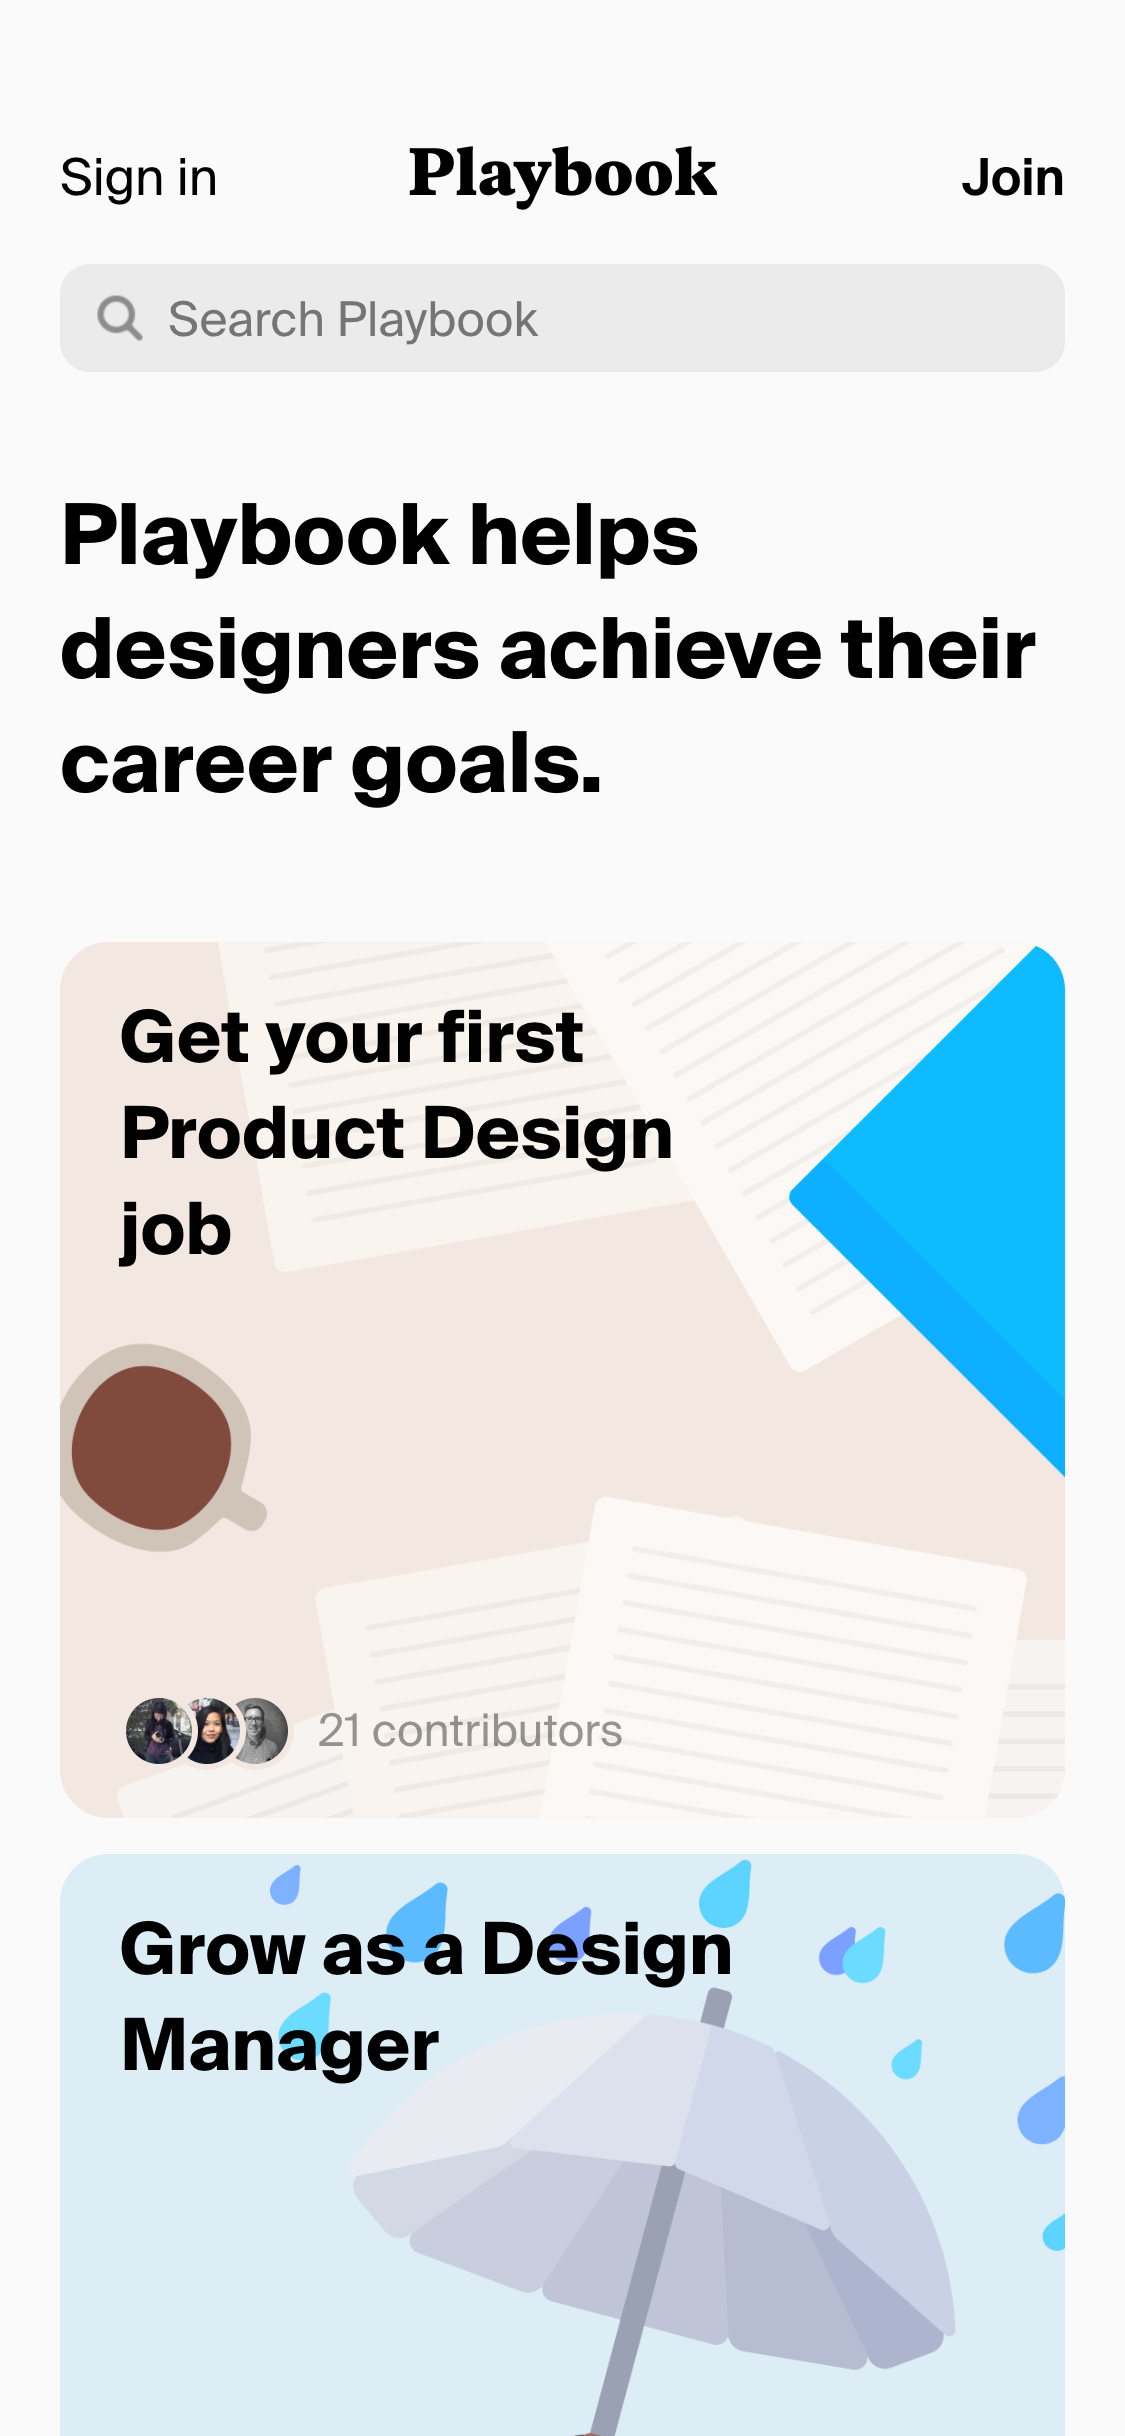 Sign in
Playbook
Join
Search Playbook
Playbook helps
designers achieve their
career goals.
Get your first
Product Design
job
21 contributors
Grow as a Design
Manager